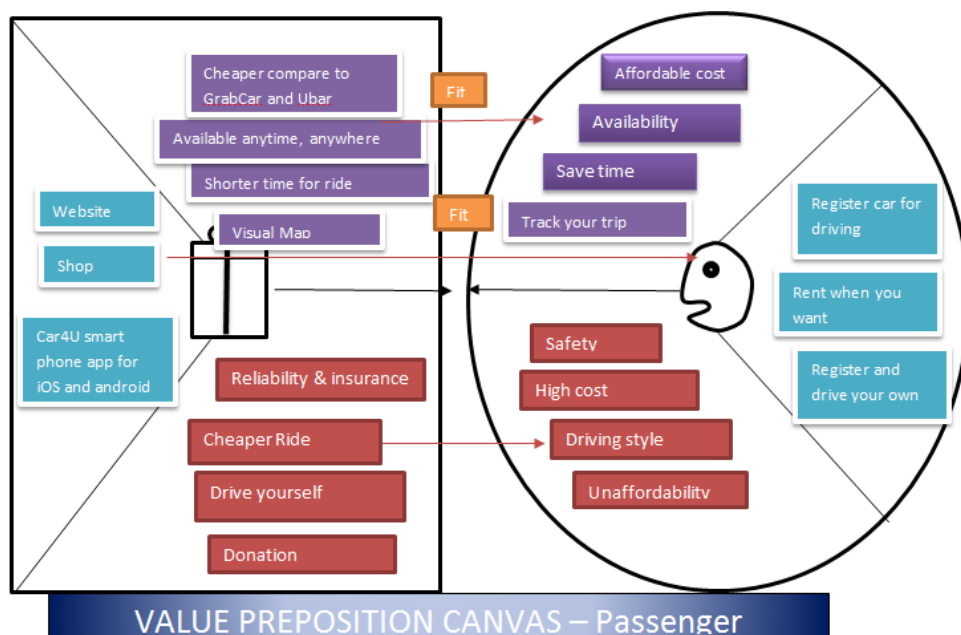 Cheaper compare to
GrabCar and Ubar
Fit
Affordable cost
Available anytime, anywhere
Availability
Shorter time for ride
Save time
Website
Visual Map
Fit
Track your trip
Register car for
driving
Shop
Rent when you
want
Car4U smart
phone app for
iOS and android
Reliability & insurance
Safety
High cost
Register and
drive your own
Cheaper Ride
Driving style
Drive yourself
Unaffordability
Donation
VALUE PREPOSITION CANVAS – Passenger